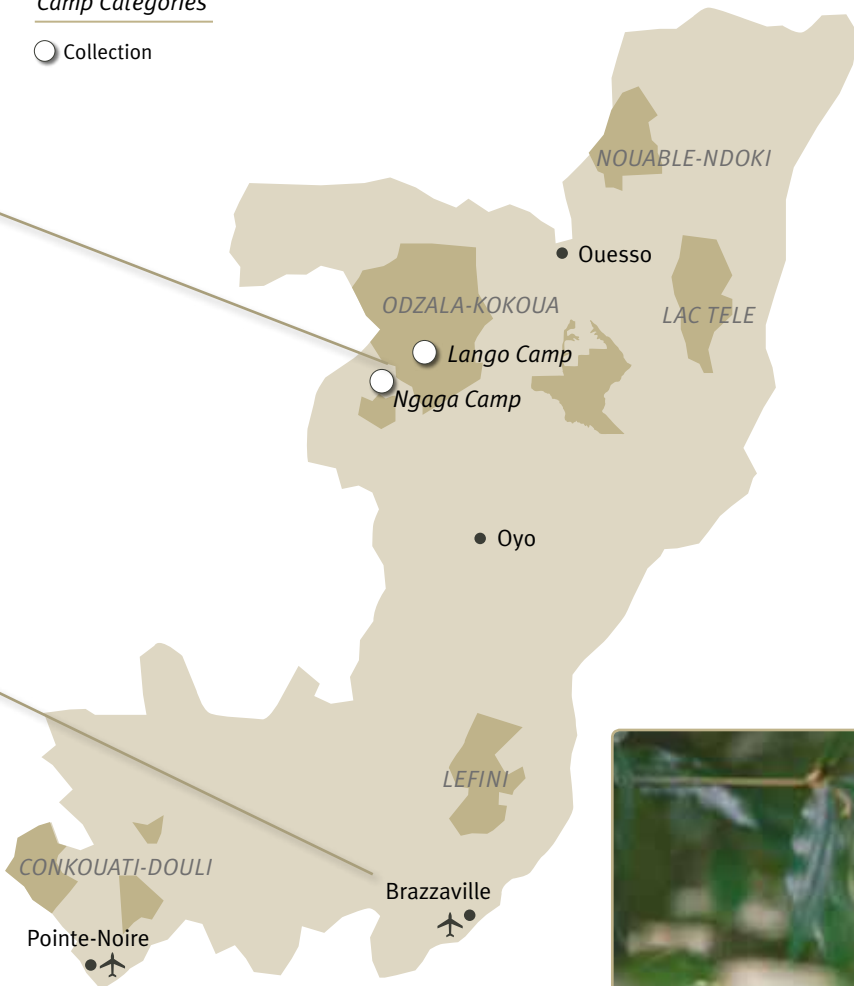 Camp Categories
Collection
NOUABLE-NDOKI
Ouesso
ODZALA-KOKOUA
LAC TELE
Lango Camp
Ngaga Camp
Oyo
LEFINI
CONKOUATI-DOULI
Brazzaville
Pointe-Noire